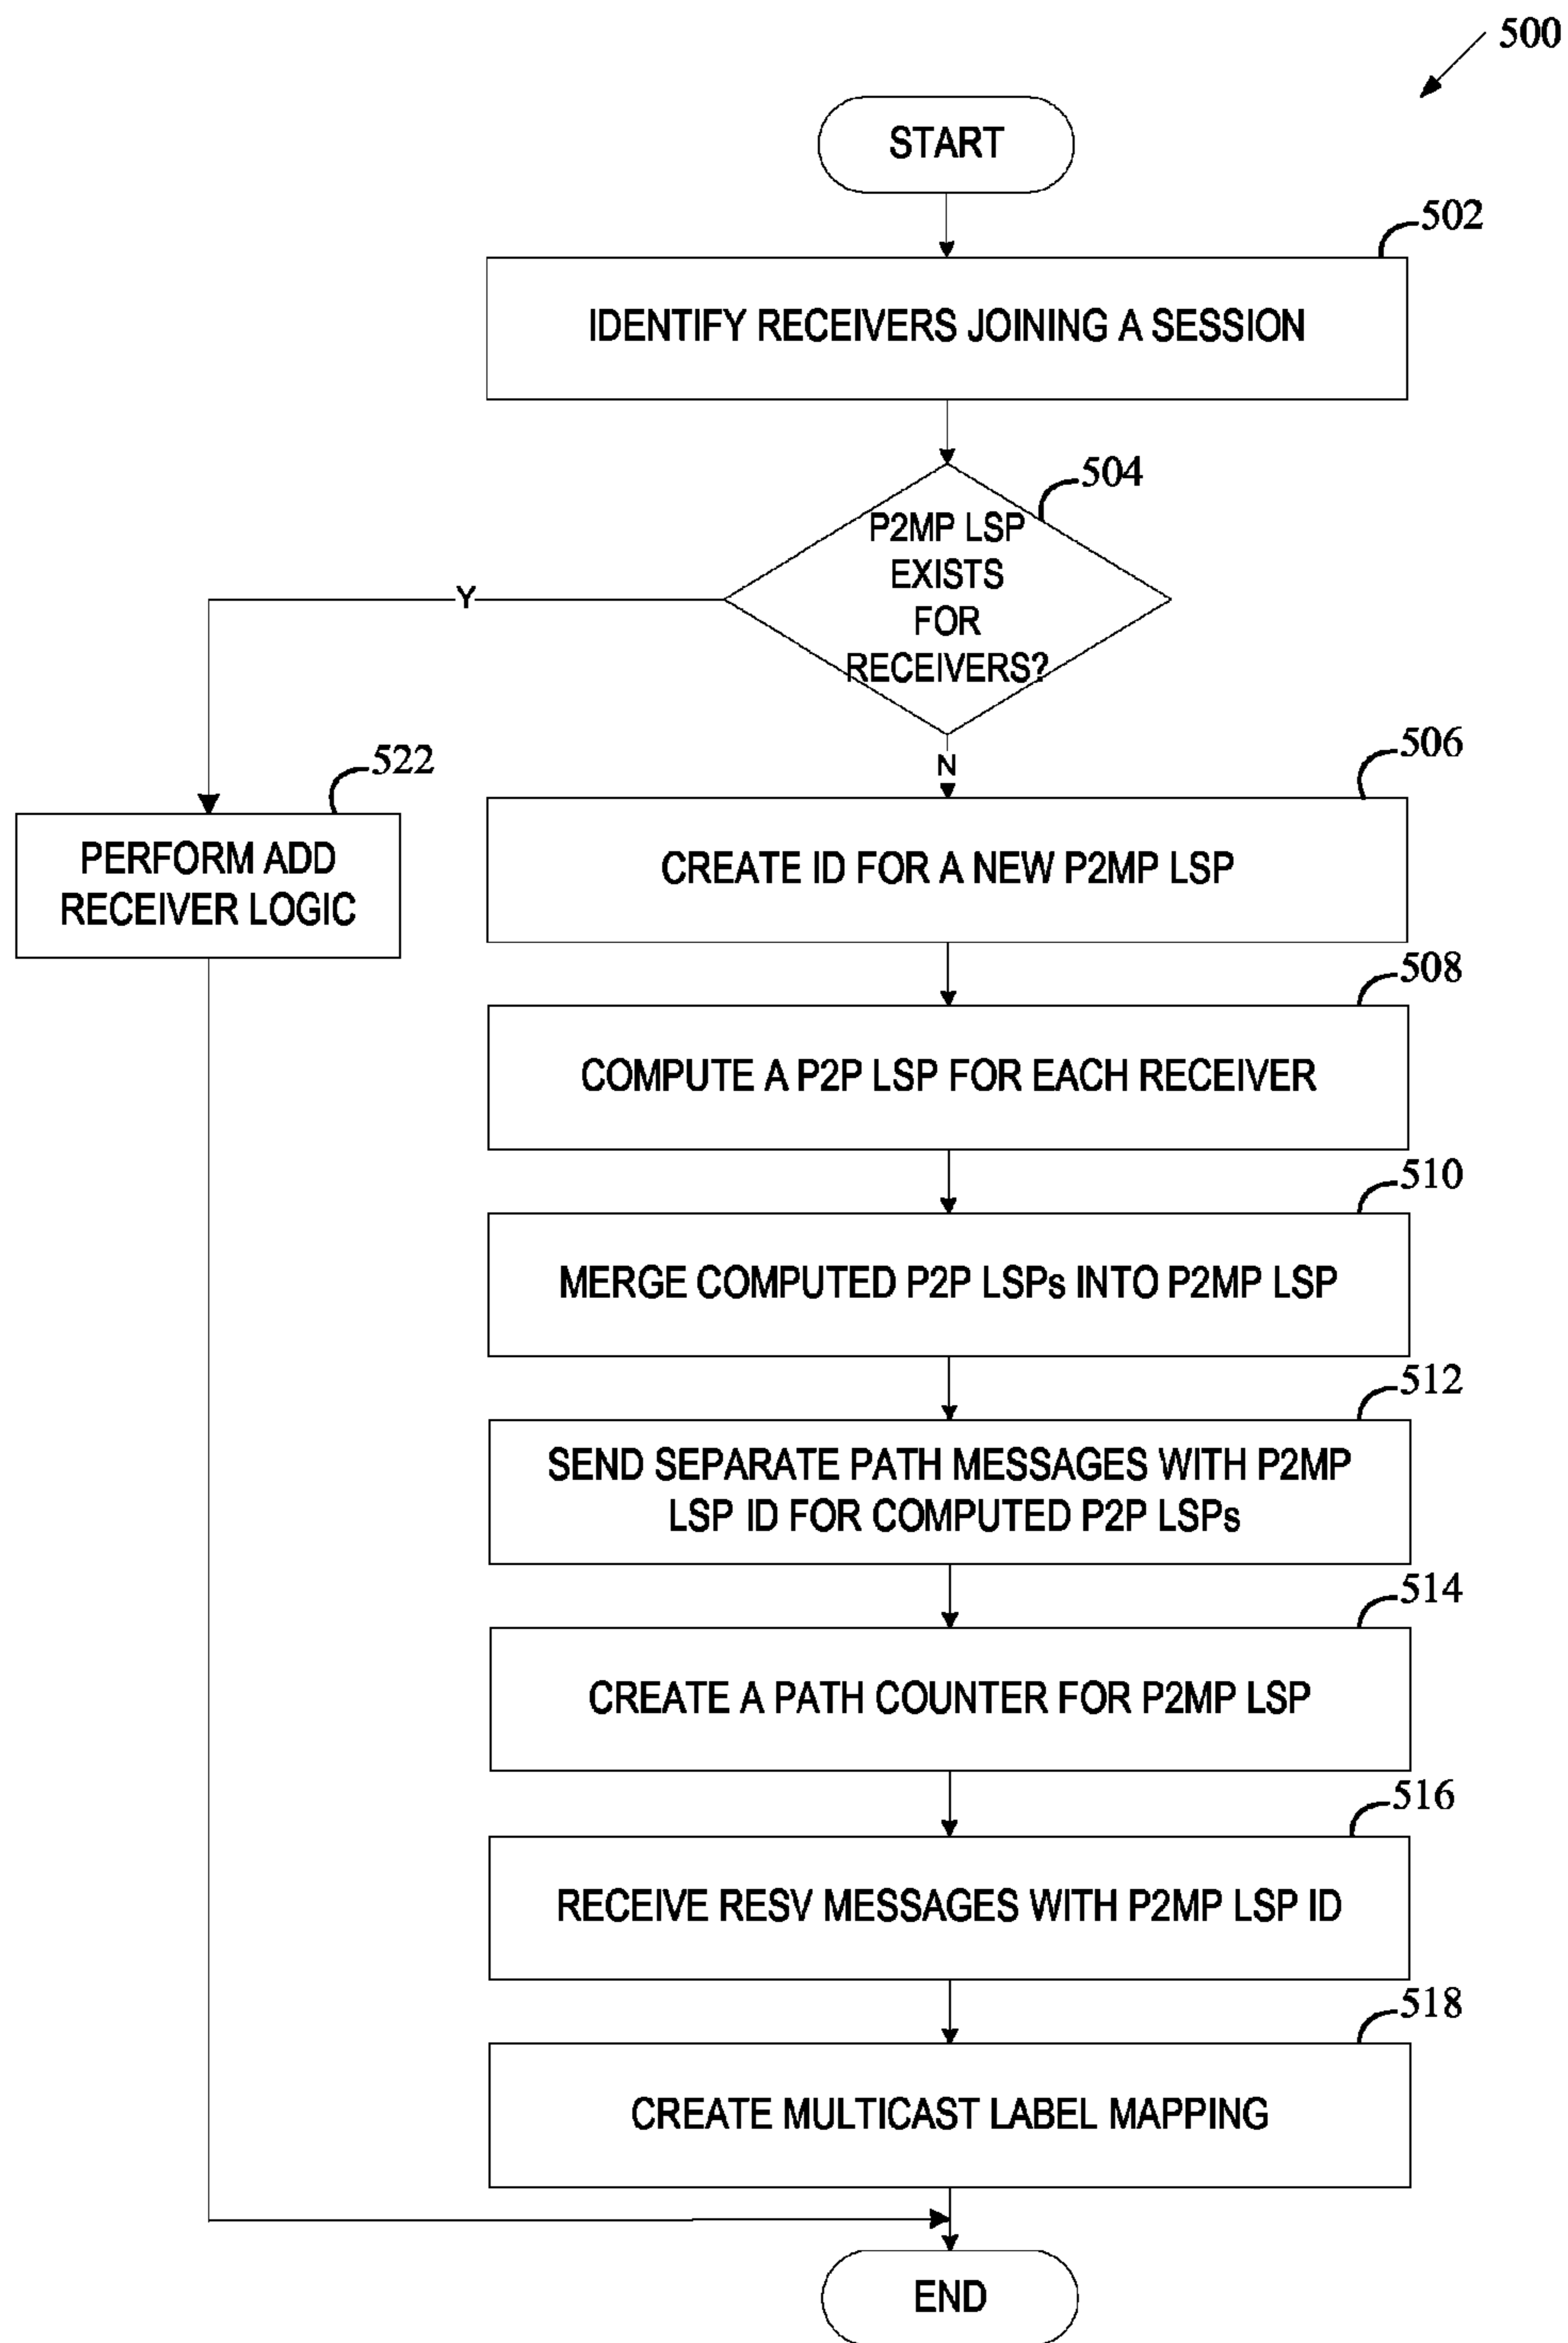 500
START
502
IDENTIFY RECEIVERS JOINING A SESSION
504
P2MP LSP
EXISTS
FOR
RECEIVERS?
Y
N
522
PERFORM ADD
RECEIVER LOGIC
506
CREATE ID FOR A NEW P2MP LSP
508
COMPUTE A P2P LSP FOR EACH RECEIVER
510
MERGE COMPUTED P2P LSPs INTO P2MP LSP
512
SEND SEPARATE PATH MESSAGES WITH P2MP
LSP ID FOR COMPUTED P2P LSPs
514
CREATE A PATH COUNTER FOR P2MP LSP
516
RECEIVE RESV MESSAGES WITH P2MP LSP ID
518
CREATE MULTICAST LABEL MAPPING
END